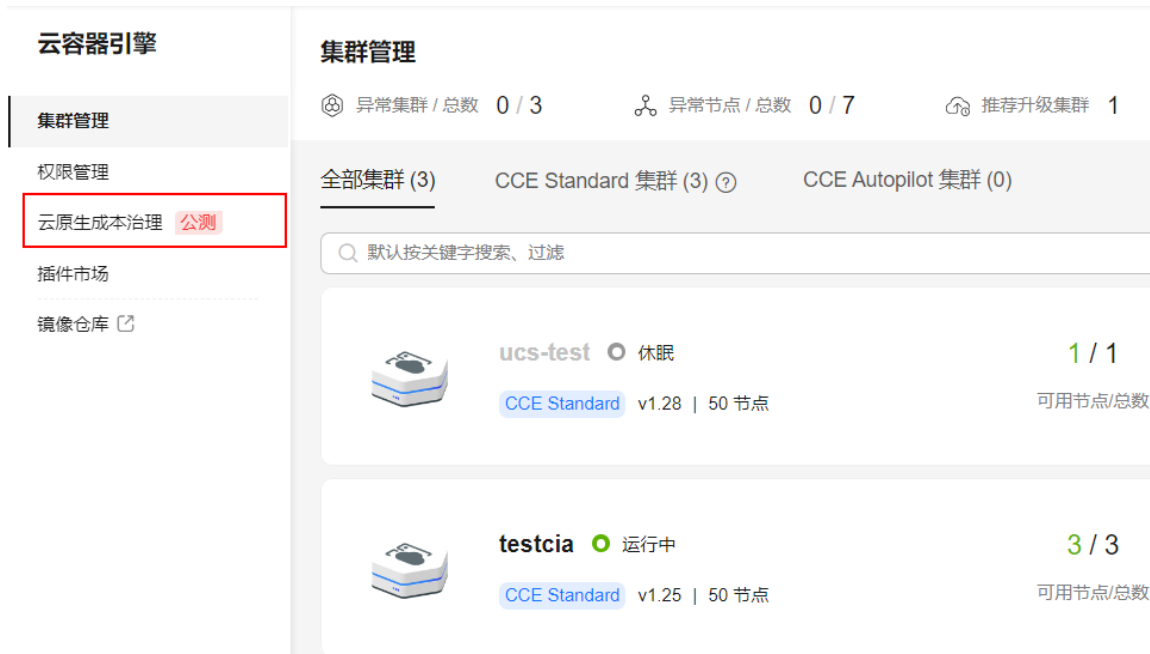 云容器引擎
集群管理
权限管理
云原生成本治理 公测
插件市场
镜像仓库
集群管理
异常集群 / 总数 0 / 3 异常节点 / 总数 0 / 7 推荐升级集群 1
全部集群 (3) CCE Standard 集群 (3) ? CCE Autopilot 集群 (0)
默认按关键字搜索、过滤
ucs-test 休眠 1 / 1
CCE Standard v1.28 | 50 节点 可用节点/总数
testcia 运行中 3 / 3
CCE Standard v1.25 | 50 节点 可用节点/总数